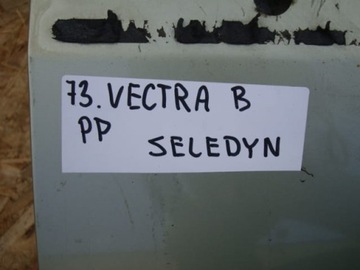 73. VECTRA B
PP
SELEDYN